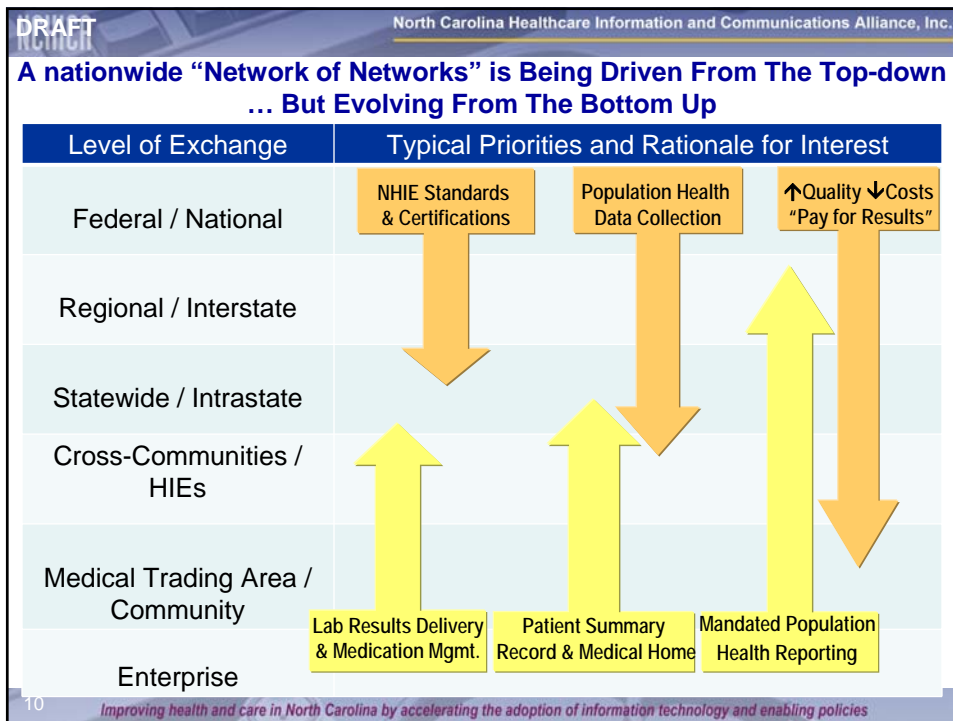 DRAFT
NCHICA
North Carolina Healthcare Information and Communications Alliance, Inc.
A nationwide “Network of Networks” is Being Driven From The Top-down
… But Evolving From The Bottom Up
Level of Exchange
Typical Priorities and Rationale for Interest
Federal / National
NHIE Standards
& Certifications
Population Health
Data Collection
↑Quality ↓Costs
“Pay for Results”
Regional / Interstate
Statewide / Intrastate
Cross-Communities /
HIEs
Medical Trading Area /
Community
Lab Results Delivery
& Medication Mgmt.
Patient Summary
Record & Medical Home
Mandated Population
Health Reporting
Enterprise
10
Improving health and care in North Carolina by accelerating the adoption of information technology and enabling policies